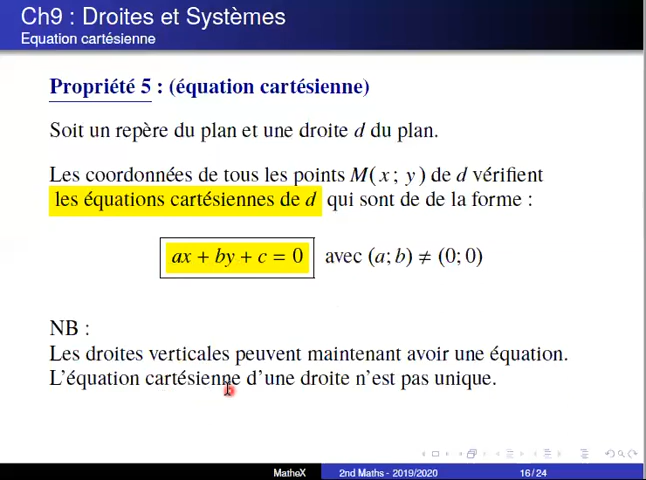 Ch9 : Droites et Systèmes
Equation cartésienne
Propriété 5 : (équation cartésienne)
Soit un repère du plan et une droite d du plan.
Les coordonnées de tous les points M(x ; y) de d vérifient
les équations cartésiennes de d qui sont de de la forme :
ax + by + c = 0 avec (a; b) ≠ (0; 0)
NB :
Les droites verticales peuvent maintenant avoir une équation.
L'équation cartésienne d'une droite n'est pas unique.
MatheX 2nd Maths - 2019/2020 16 / 24